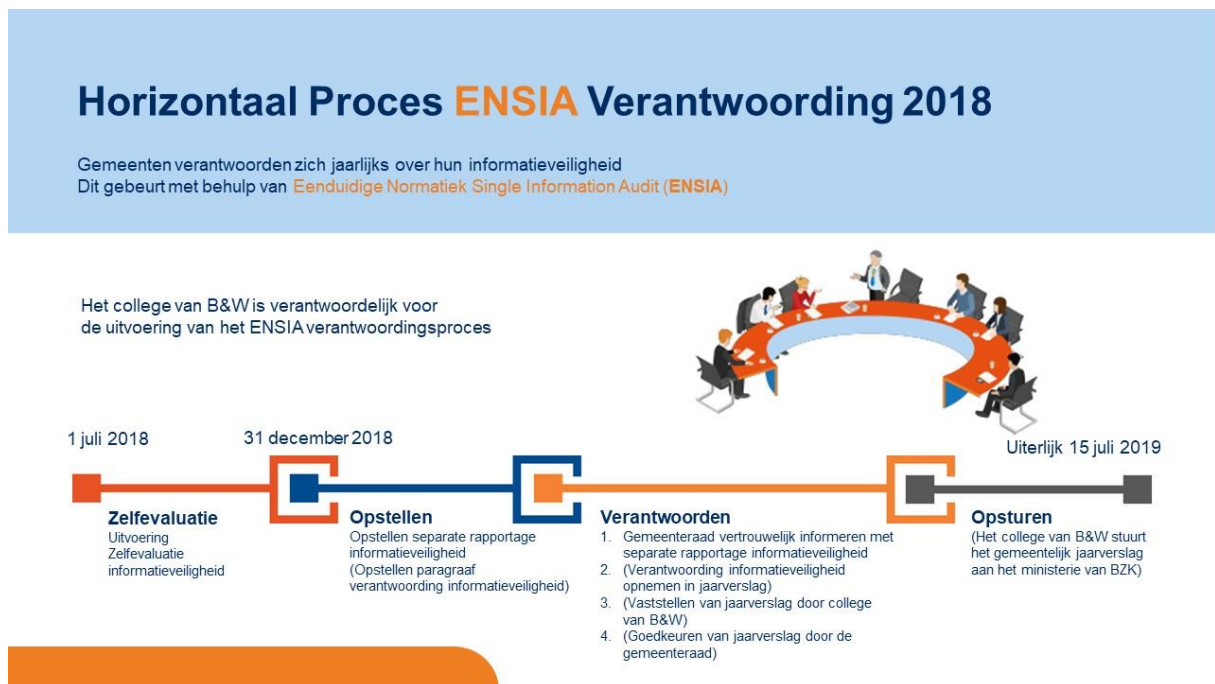 Horizontaal Proces ENSIA Verantwoording 2018
Gemeenten verantwoorden zich jaarlijks over hun informatieveiligheid
Dit gebeurt met behulp van Eenduidige Normatiek Single Information Audit (ENSIA)
Het college van B&W is verantwoordelijk voor
de uitvoering van het ENSIA verantwoordingsproces
1 juli 2018
31 december 2018
Uiterlijk 15 juli 2019
Zelfevaluatie
Uitvoering
Zelfevaluatie
informatieveiligheid
Opstellen
Opstellen separate rapportage
informatieveiligheid
(Opstellen paragraaf
verantwoording informatieveiligheid)
Verantwoorden
1. Gemeenteraad vertrouwelijk informeren met
separate rapportage informatieveiligheid
2. (Verantwoording informatieveiligheid
opnemen in jaarverslag)
3. (Vaststellen van jaarverslag door college
van B&W)
4. (Goedkeuren van jaarverslag door de
gemeenteraad)
Opsturen
(Het college van B&W stuurt
het gemeentelijk jaarverslag
aan het ministerie van BZK)